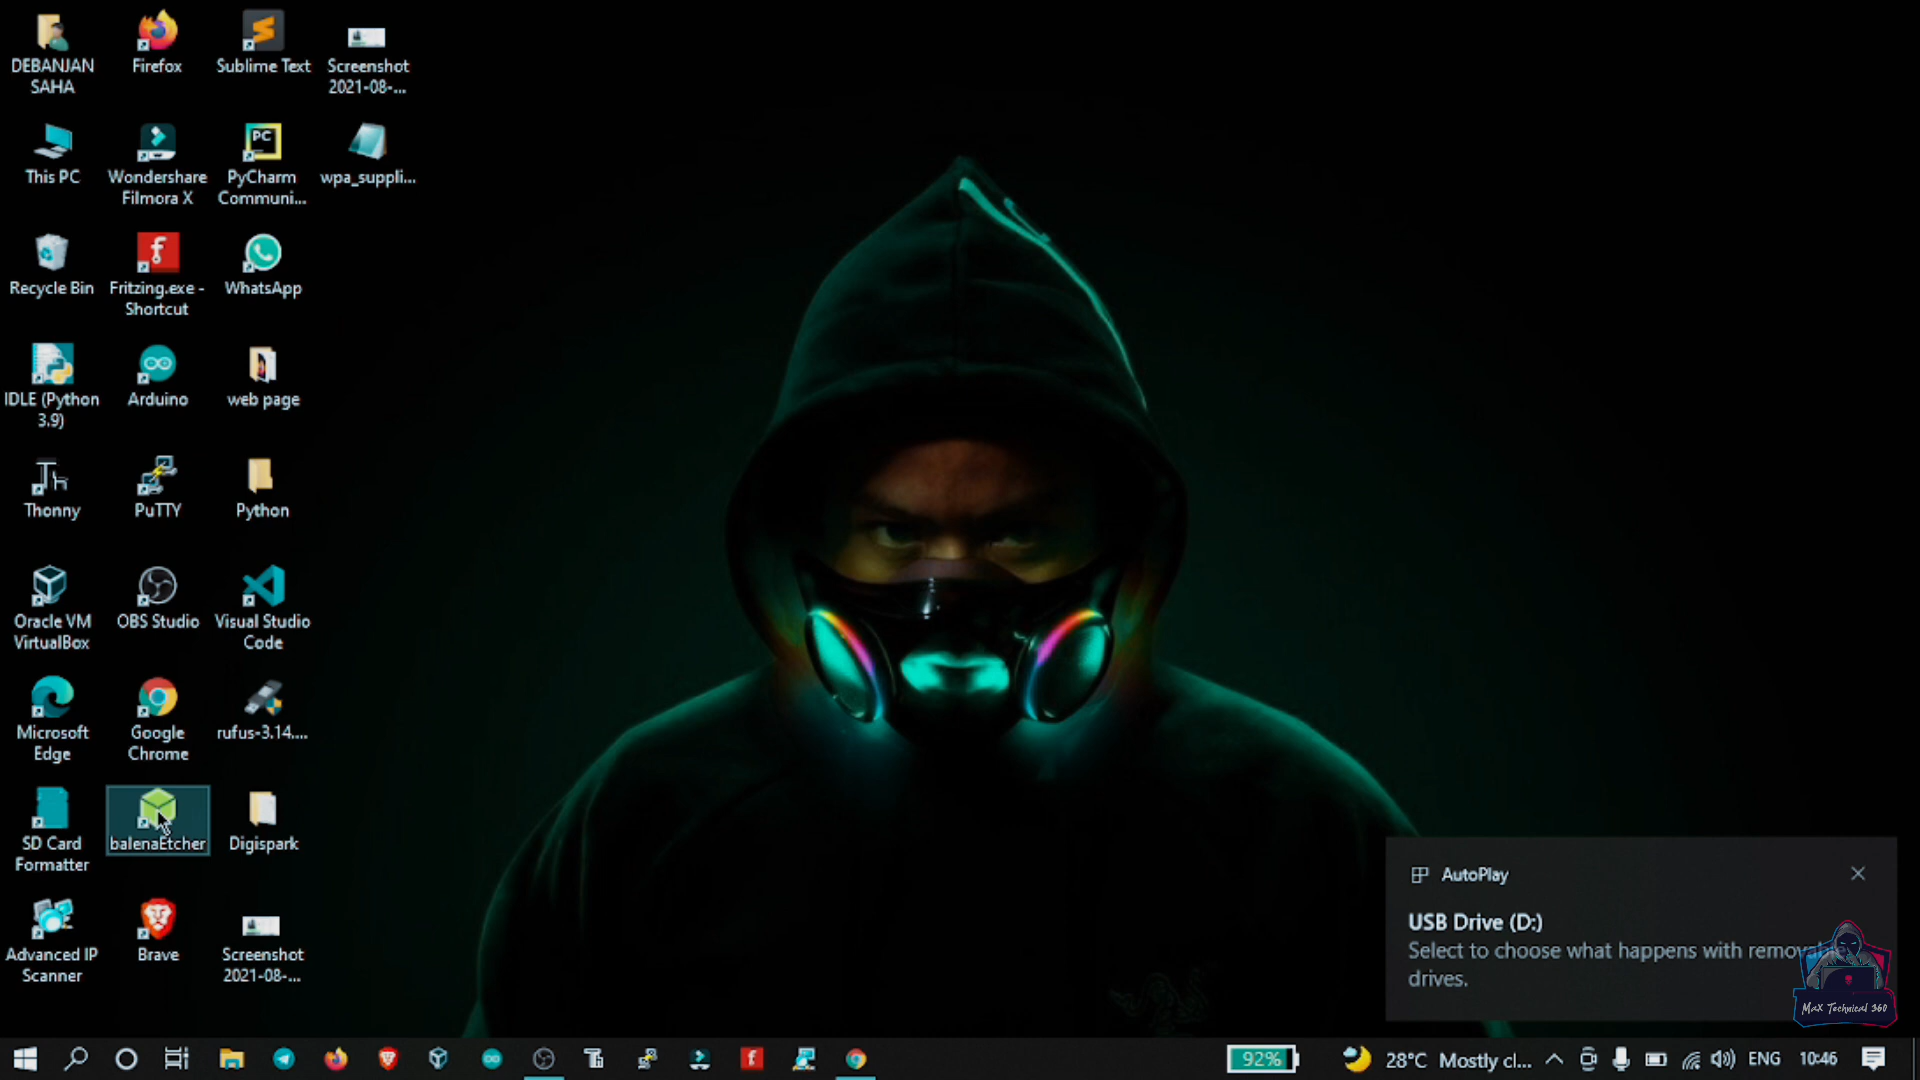 DEBANJAN
SAHA
Firefox
Sublime Text
Screenshot
2021-08-...
This PC
Wondershare
Filmora X
PyCharm
Communi...
wpa_suppli...
Recycle Bin
Fritzing.exe -
Shortcut
WhatsApp
IDLE (Python
3.9)
Arduino
web page
Thonny
PuTTY
Python
Oracle VM
VirtualBox
OBS Studio
Visual Studio
Code
Microsoft
Edge
Google
Chrome
rufus-3.14....
SD Card
Formatter
balenaEtcher
Digispark
Advanced IP
Scanner
Brave
Screenshot
2021-08-...
AutoPlay
USB Drive (D:)
Select to choose what happens with
drives.
Max Technical 360
92%
28°C Mostly cl...
ENG
10:46